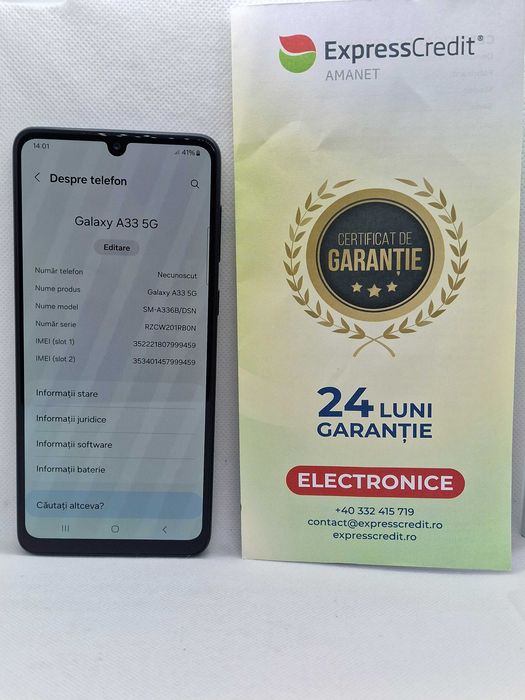 14:01
41%
Despre telefon
Galaxy A33 5G
Editare
Număr telefon Necunoscut
Nume produs Galaxy A33 5G
Nume model SM-A336B/DSN
Număr serie RZCW201RB0N
IMEI (slot 1) 352221807999459
IMEI (slot 2) 353401457999459
Informații stare
Informații juridice
Informații software
Informații baterie
Căutați altceva?
ExpressCredit®
AMANET
CERTIFICAT DE
GARANȚIE
24 LUNI
GARANȚIE
ELECTRONICE
+40 332 415 719
contact@expresscredit.ro
expresscredit.ro